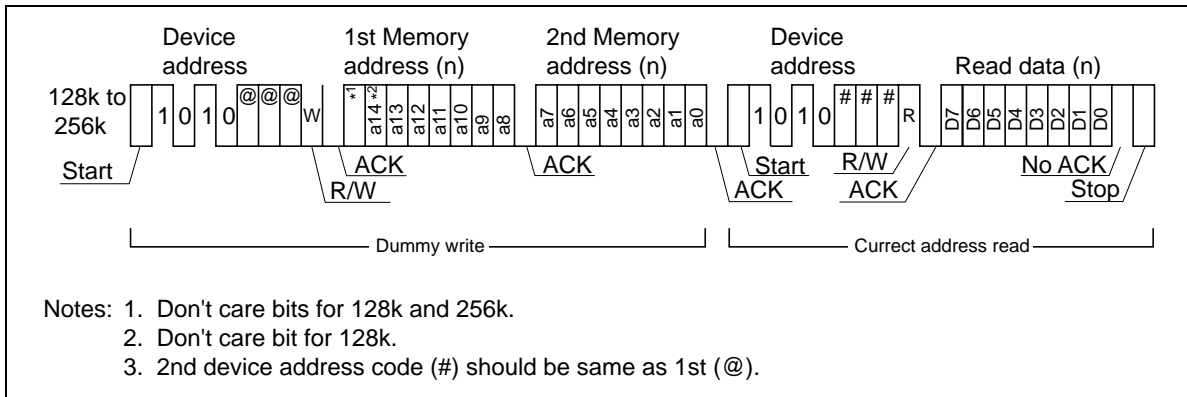 Device address
1st Memory address (n)
2nd Memory address (n)
Device address
Read data (n)
128k to 256k
1 0 1 0 @ @ @ W
*1 a14 *2 a13 a12 a11 a10 a9 a8
a7 a6 a5 a4 a3 a2 a1 a0
1 0 1 0 # # # R
D7 D6 D5 D4 D3 D2 D1 D0
Start
R/W
ACK
ACK
ACK
Start
R/W
ACK
No ACK
Stop
Dummy write
Currect address read
Notes: 1. Don't care bits for 128k and 256k.
2. Don't care bit for 128k.
3. 2nd device address code (#) should be same as 1st (@).